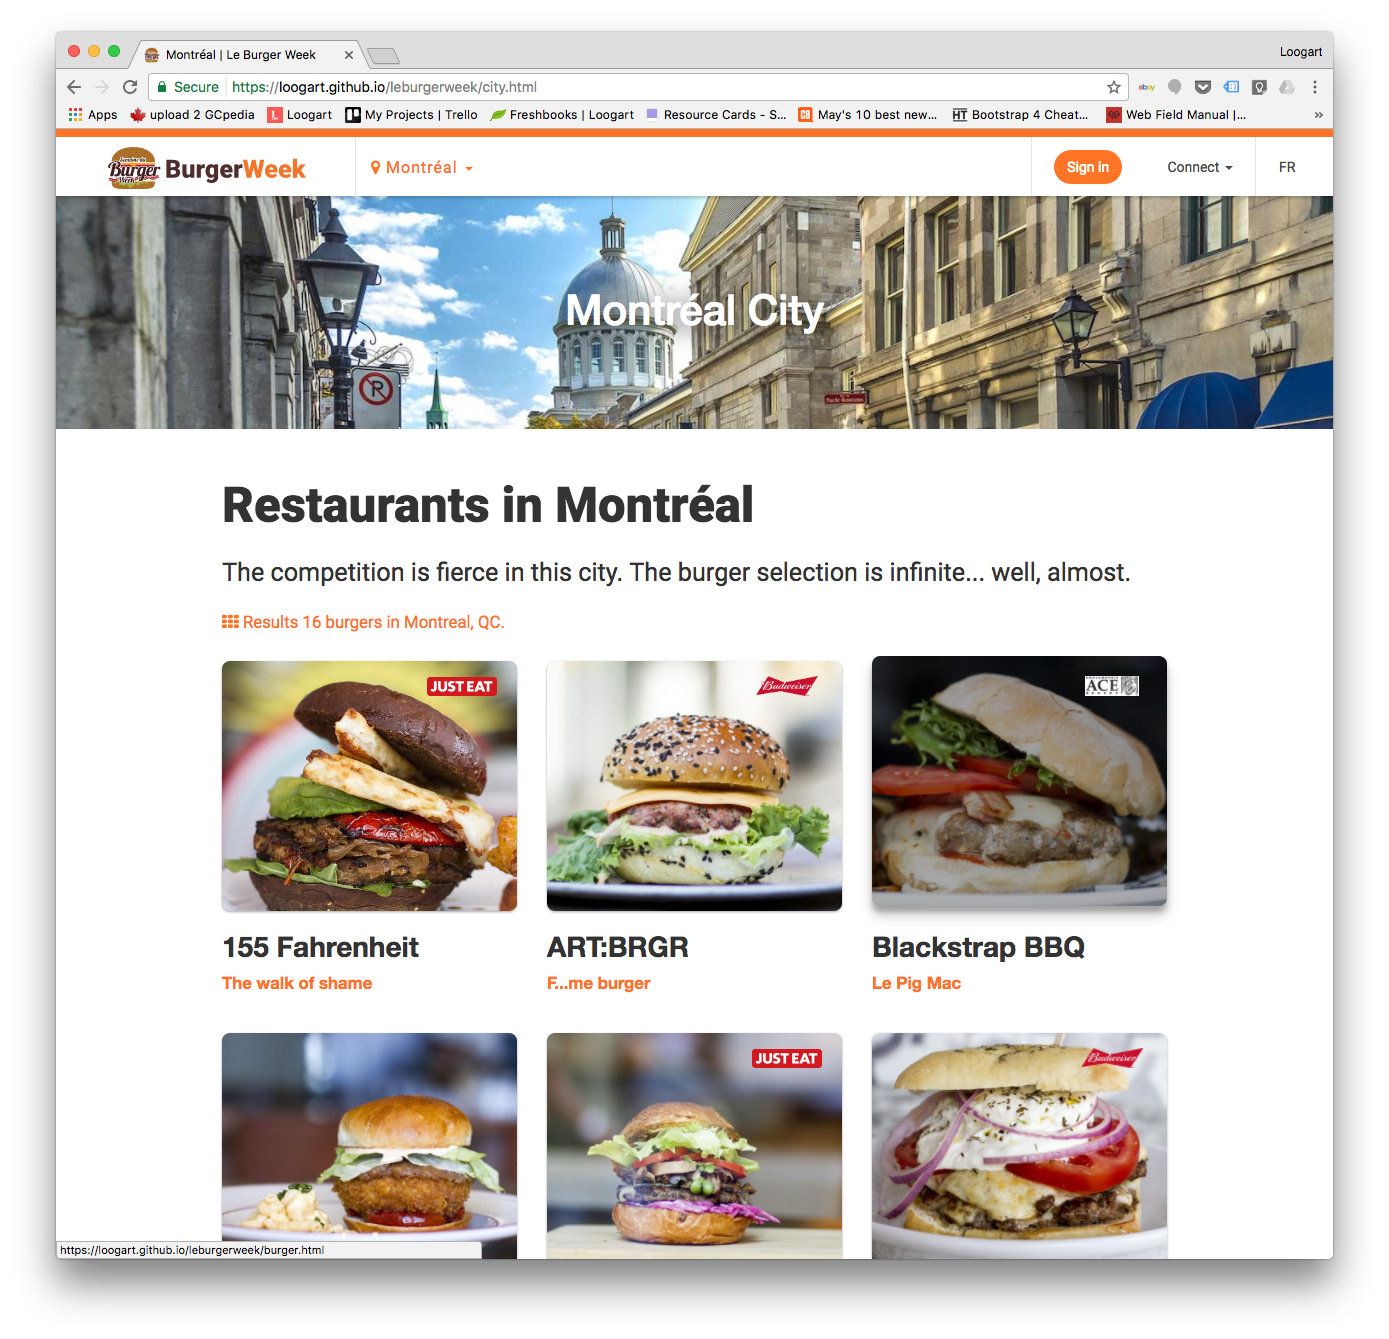 Montréal | Le Burger Week
Loogart
Secure https://loogart.github.io/leburgerweek/city.html
ebay
Apps upload 2 GCpedia Loogart My Projects | Trello Freshbooks | Loogart Resource Cards - S... May's 10 best new... Bootstrap 4 Cheat... Web Field Manual |... »
Burger BurgerWeek Montréal Sign in Connect FR
Montréal City
P
Restaurants in Montréal
The competition is fierce in this city. The burger selection is infinite... well, almost.
Results 16 burgers in Montreal, QC.
JUST EAT Budweiser ACE
155 Fahrenheit ART:BRGR Blackstrap BBQ
The walk of shame F...me burger Le Pig Mac
JUST EAT Budweiser
https://loogart.github.io/leburgerweek/burger.html